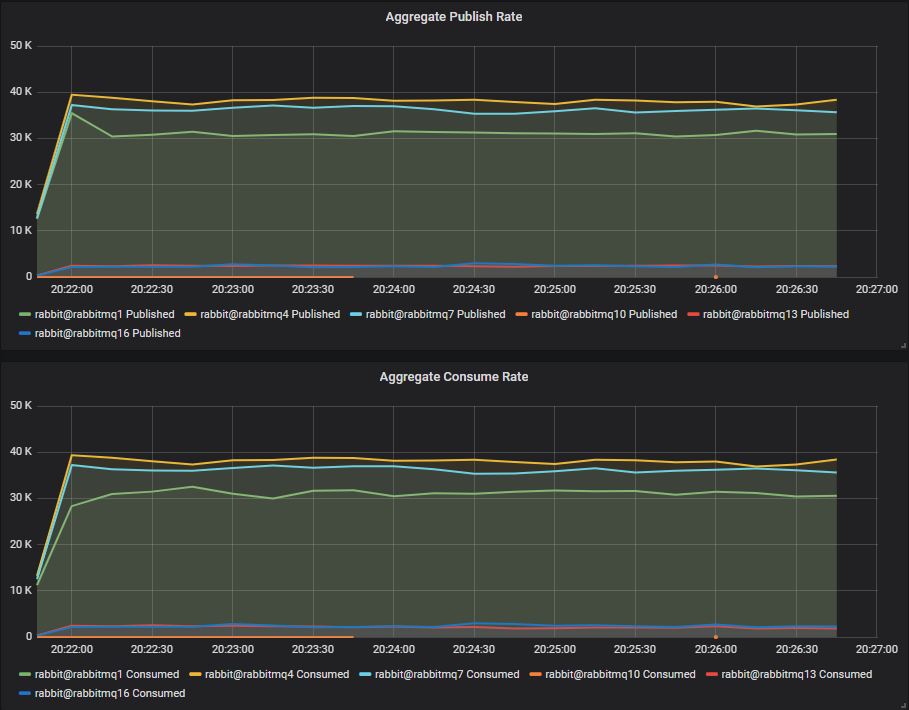 Aggregate Publish Rate
50 K
40 K
30 K
20 K
10 K
0
20:22:00 20:22:30 20:23:00 20:23:30 20:24:00 20:24:30 20:25:00 20:25:30 20:26:00 20:26:30 20:27:00
rabbit@rabbitmq1 Published rabbit@rabbitmq4 Published rabbit@rabbitmq7 Published rabbit@rabbitmq10 Published rabbit@rabbitmq13 Published
rabbit@rabbitmq16 Published
Aggregate Consume Rate
50 K
40 K
30 K
20 K
10 K
0
20:22:00 20:22:30 20:23:00 20:23:30 20:24:00 20:24:30 20:25:00 20:25:30 20:26:00 20:26:30 20:27:00
rabbit@rabbitmq1 Consumed rabbit@rabbitmq4 Consumed rabbit@rabbitmq7 Consumed rabbit@rabbitmq10 Consumed rabbit@rabbitmq13 Consumed
rabbit@rabbitmq16 Consumed